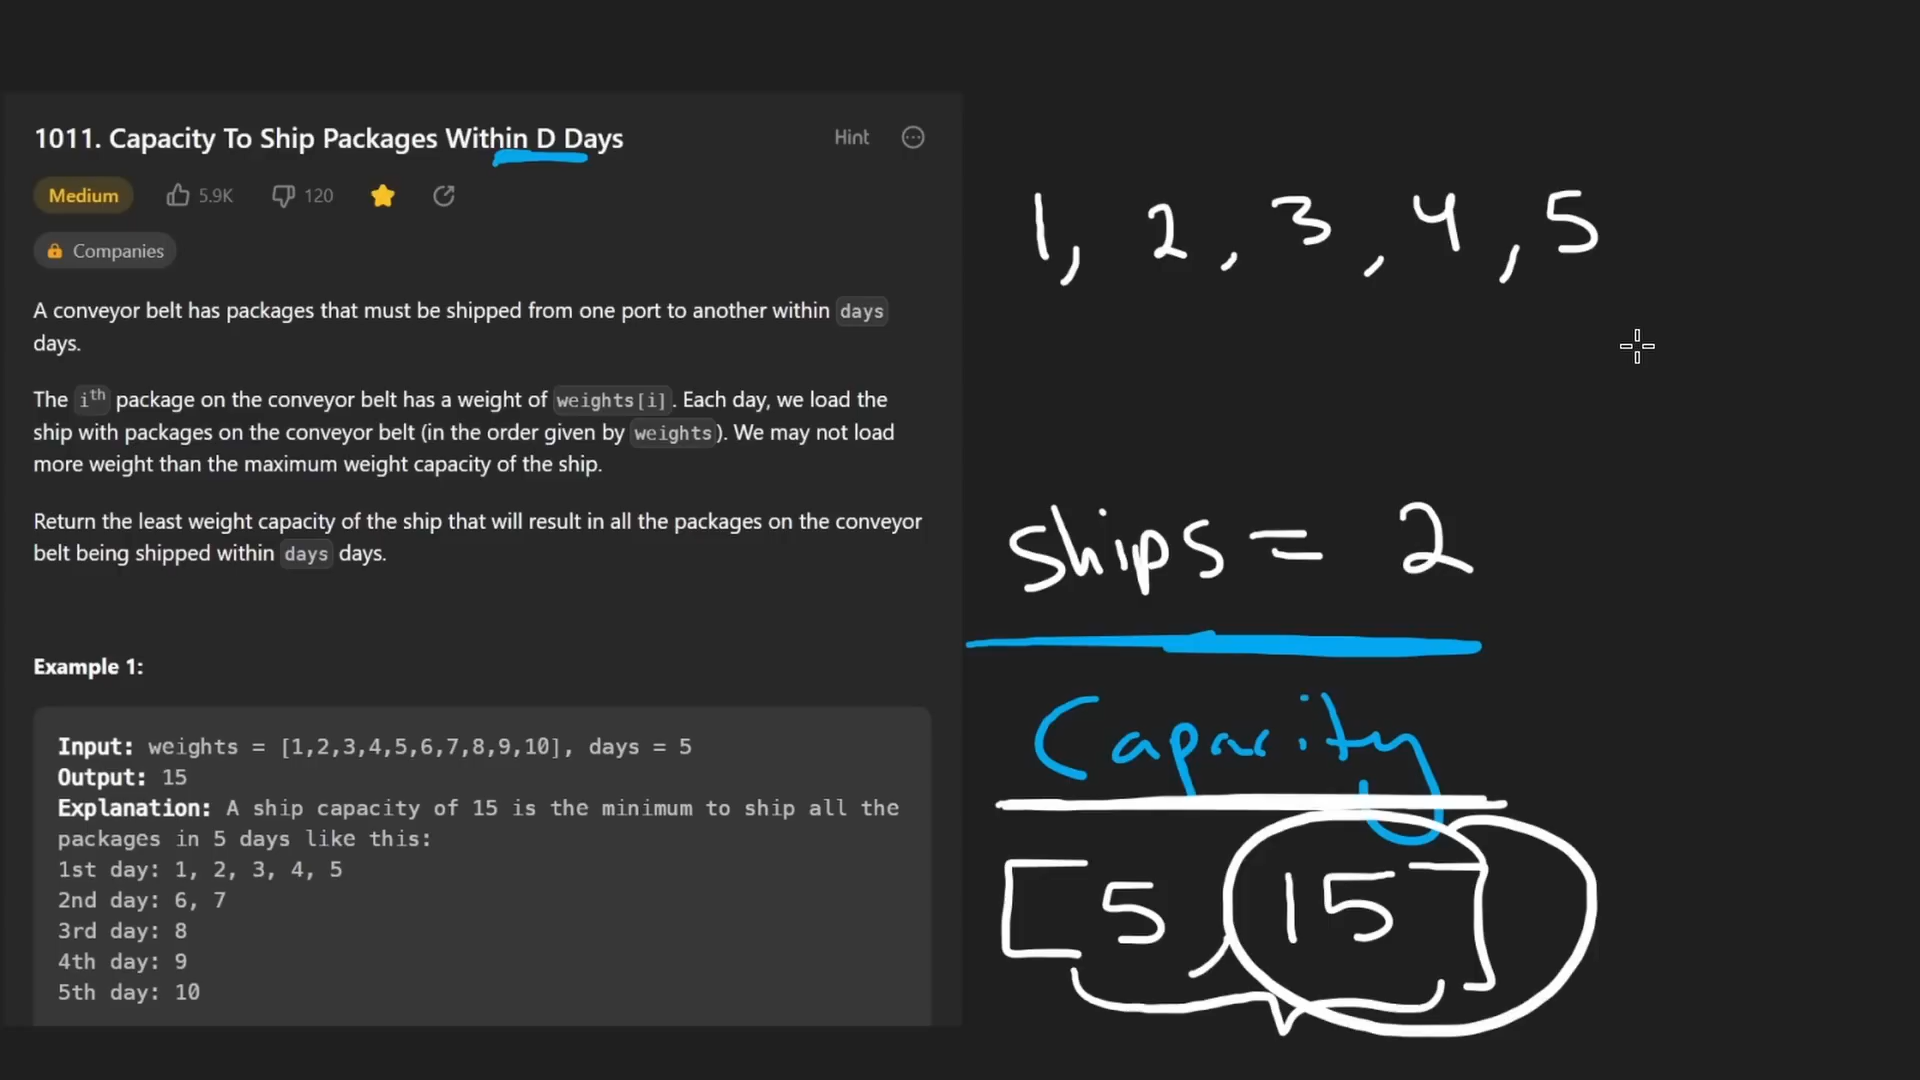 1011. Capacity To Ship Packages Within D Days
Hint
Medium 5.9K 120
Companies
A conveyor belt has packages that must be shipped from one port to another within days
days.
The ith package on the conveyor belt has a weight of weights[i]. Each day, we load the
ship with packages on the conveyor belt (in the order given by weights). We may not load
more weight than the maximum weight capacity of the ship.
Return the least weight capacity of the ship that will result in all the packages on the conveyor
belt being shipped within days days.
Example 1:
Input: weights = [1,2,3,4,5,6,7,8,9,10], days = 5
Output: 15
Explanation: A ship capacity of 15 is the minimum to ship all the
packages in 5 days like this:
1st day: 1, 2, 3, 4, 5
2nd day: 6, 7
3rd day: 8
4th day: 9
5th day: 10
1, 2, 3, 4, 5
ships = 2
Capacity
[5, 15]